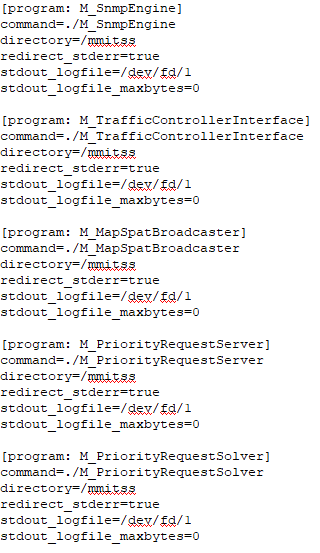 [program: M_SnmpEngine]
command=./M_SnmpEngine
directory=/mmitss
redirect_stderr=true
stdout_logfile=/dev/fd/1
stdout_logfile_maxbytes=0

[program: M_TrafficControllerInterface]
command=./M_TrafficControllerInterface
directory=/mmitss
redirect_stderr=true
stdout_logfile=/dev/fd/1
stdout_logfile_maxbytes=0

[program: M_MapSpatBroadcaster]
command=./M_MapSpatBroadcaster
directory=/mmitss
redirect_stderr=true
stdout_logfile=/dev/fd/1
stdout_logfile_maxbytes=0

[program: M_PriorityRequestServer]
command=./M_PriorityRequestServer
directory=/mmitss
redirect_stderr=true
stdout_logfile=/dev/fd/1
stdout_logfile_maxbytes=0

[program: M_PriorityRequestSolver]
command=./M_PriorityRequestSolver
directory=/mmitss
redirect_stderr=true
stdout_logfile=/dev/fd/1
stdout_logfile_maxbytes=0